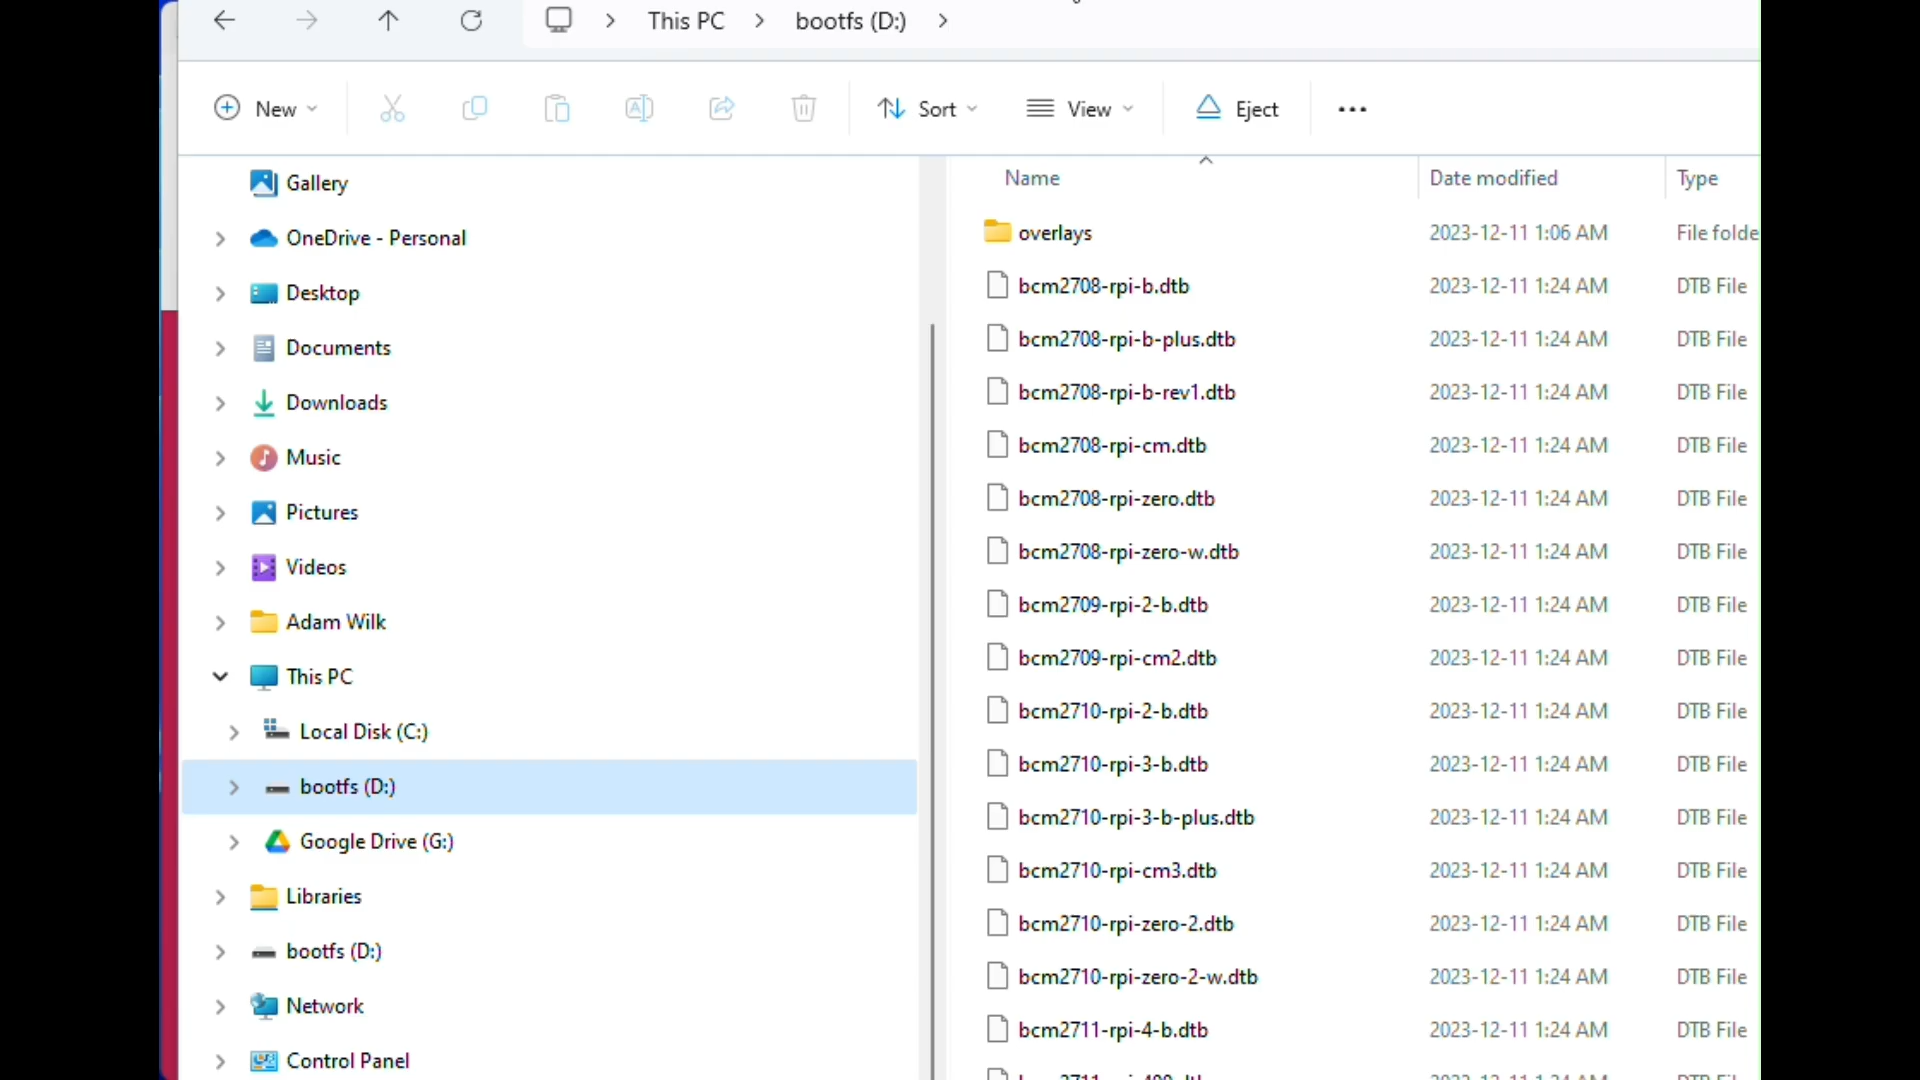 This PC > bootfs (D:) >
New Sort View Eject
Gallery
OneDrive - Personal
Desktop
Documents
Downloads
Music
Pictures
Videos
Adam Wilk
This PC
Local Disk (C:)
bootfs (D:)
Google Drive (G:)
Libraries
bootfs (D:)
Network
Control Panel
Name Date modified Type
overlays 2023-12-11 1:06 AM File folde
bcm2708-rpi-b.dtb 2023-12-11 1:24 AM DTB File
bcm2708-rpi-b-plus.dtb 2023-12-11 1:24 AM DTB File
bcm2708-rpi-b-rev1.dtb 2023-12-11 1:24 AM DTB File
bcm2708-rpi-cm.dtb 2023-12-11 1:24 AM DTB File
bcm2708-rpi-zero.dtb 2023-12-11 1:24 AM DTB File
bcm2708-rpi-zero-w.dtb 2023-12-11 1:24 AM DTB File
bcm2709-rpi-2-b.dtb 2023-12-11 1:24 AM DTB File
bcm2709-rpi-cm2.dtb 2023-12-11 1:24 AM DTB File
bcm2710-rpi-2-b.dtb 2023-12-11 1:24 AM DTB File
bcm2710-rpi-3-b.dtb 2023-12-11 1:24 AM DTB File
bcm2710-rpi-3-b-plus.dtb 2023-12-11 1:24 AM DTB File
bcm2710-rpi-cm3.dtb 2023-12-11 1:24 AM DTB File
bcm2710-rpi-zero-2.dtb 2023-12-11 1:24 AM DTB File
bcm2710-rpi-zero-2-w.dtb 2023-12-11 1:24 AM DTB File
bcm2711-rpi-4-b.dtb 2023-12-11 1:24 AM DTB File